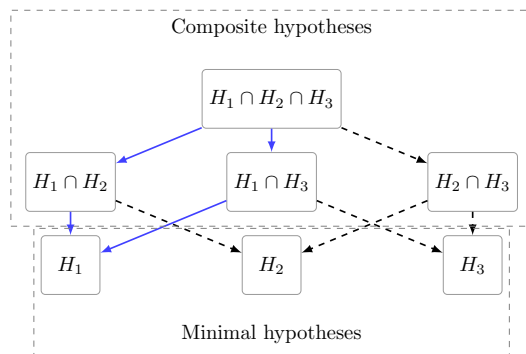 Composite hypotheses
H₁ ∩ H₂ ∩ H₃
H₁ ∩ H₂
H₁ ∩ H₃
H₂ ∩ H₃
H₁
H₂
H₃
Minimal hypotheses